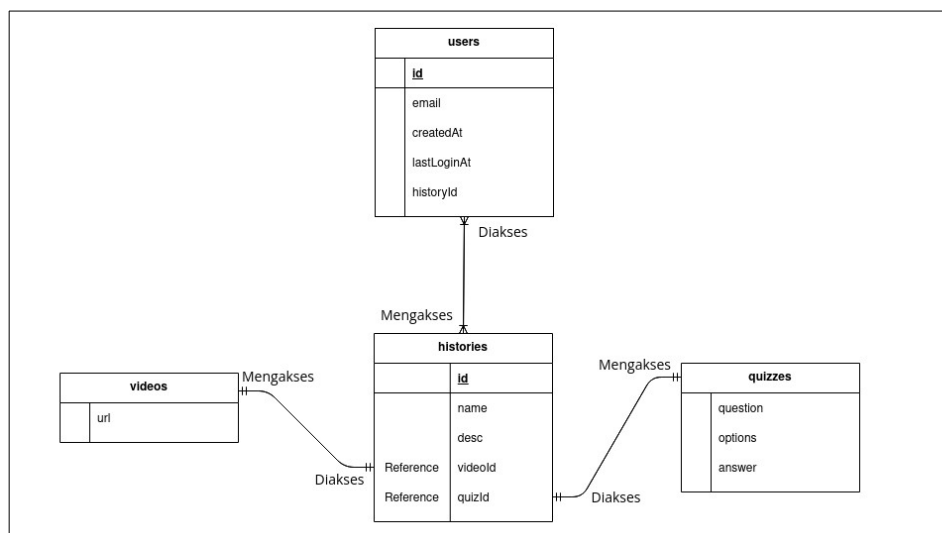 users
id
email
createdAt
lastLoginAt
historyId
Diakses
Mengakses
histories
id
name
desc
Reference videoId
Reference quizId
videos
url
Mengakses
Diakses
Mengakses
quizzes
question
options
answer
Diakses